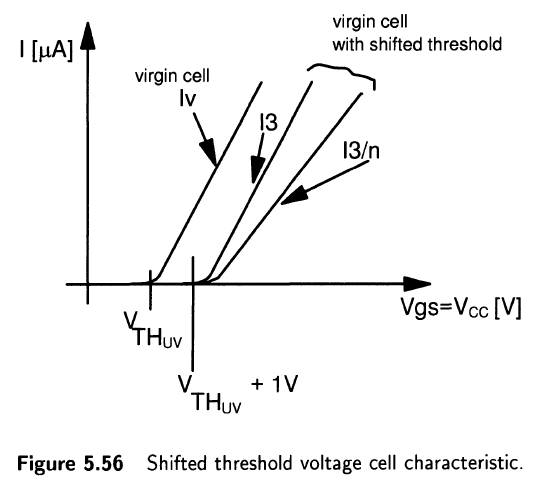 virgin cell
with shifted threshold
I [µA]
virgin cell
Iv
I3
I3/n
Vgs=VCC [V]
VTHUV
VTHUV + 1V
Figure 5.56 Shifted threshold voltage cell characteristic.